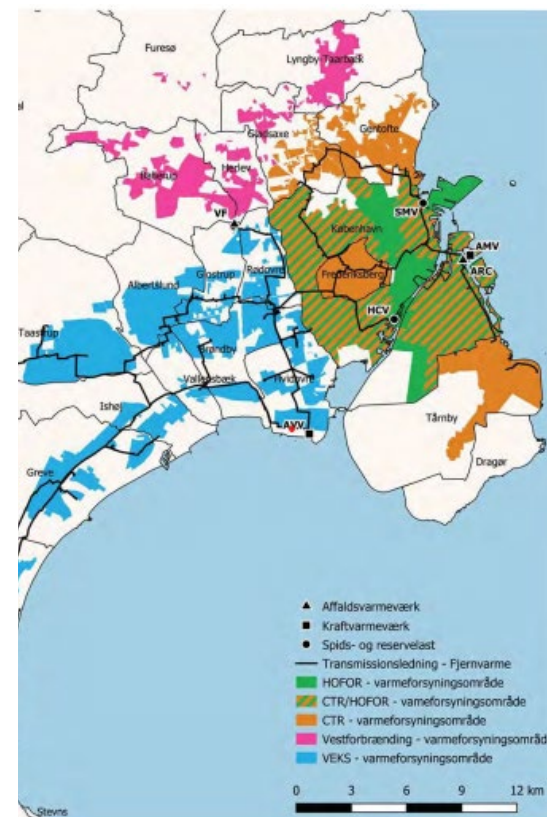 Furesø
Lyngby-Taarbæk
Gladsaxe
Gentofte
Ballerup
Herlev
VF
SMV
København
AMV
ARC
Glostrup
Rødovre
Frederiksberg
Albertslund
HCV
Taastrup
Brøndby
Vallensbæk
Hvidovre
Ishøj
AVV
Tårnby
Greve
Dragør
Affaldsvarmeværk
Kraftvarmeværk
Spids- og reservelast
Transmissionsledning - Fjernvarme
HOFOR - varmeforsyningsområde
CTR/HOFOR - vameforsyningsområde
CTR - varmeforsyningsområde
Vestforbrænding - varmeforsyningsområd
VEKS - varmeforsyningsområde
0 3 6 9 12 km
Stevns